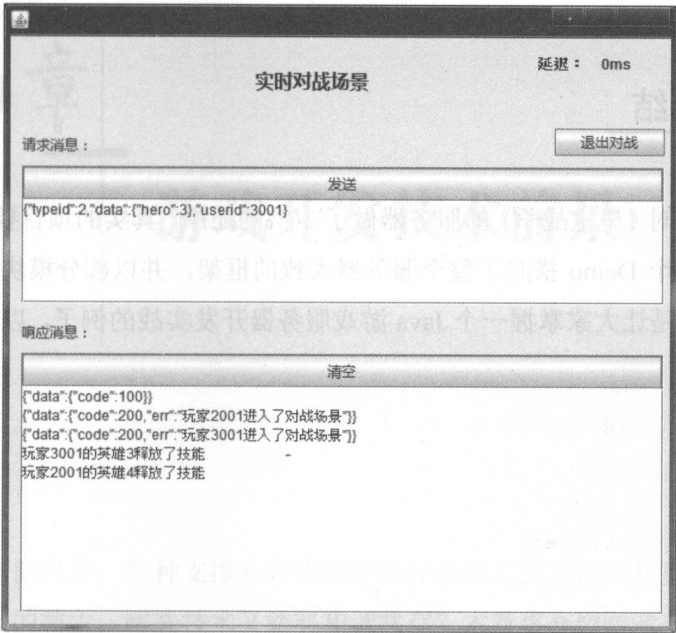 延迟： 0ms
实时对战场景
请求消息：
退出对战
发送
{"typeid":2,"data":{"hero":3},"userid":3001}
响应消息：
清空
{"data":{"code":100}}
{"data":{"code":200,"err":"玩家2001进入了对战场景"}}
{"data":{"code":200,"err":"玩家3001进入了对战场景"}}
玩家3001的英雄3释放了技能
玩家2001的英雄4释放了技能